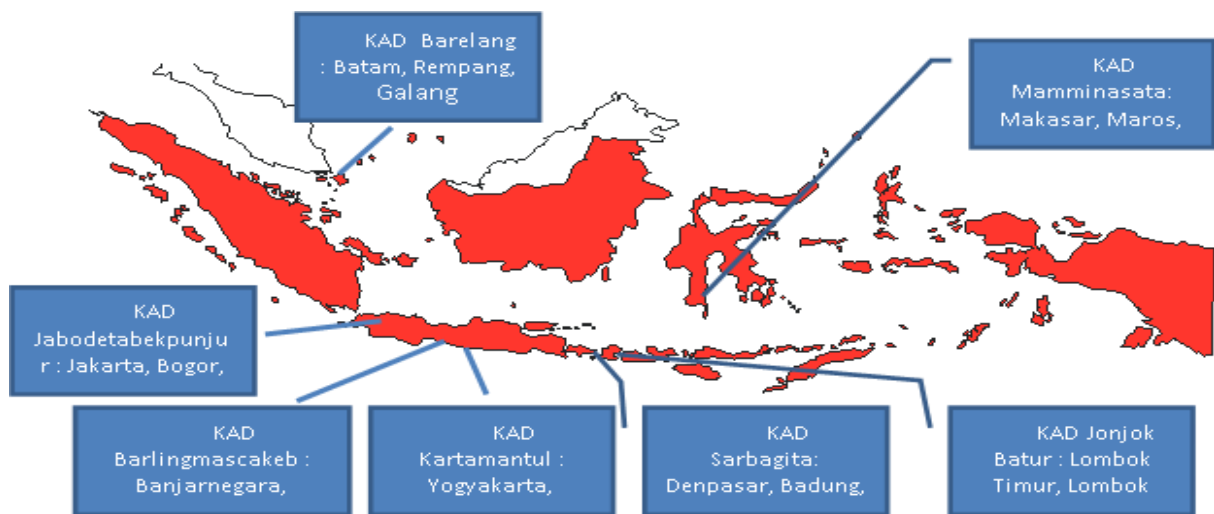 KAD Barelang
: Batam, Rempang,
Galang
KAD
Mamminasata:
Makasar, Maros,
KAD
Jabodetabekpunju
r : Jakarta, Bogor,
KAD
Barlingmascakeb :
Banjarnegara,
KAD
Kartamantul :
Yogyakarta,
KAD
Sarbagita:
Denpasar, Badung,
KAD Jonjok
Batur : Lombok
Timur, Lombok